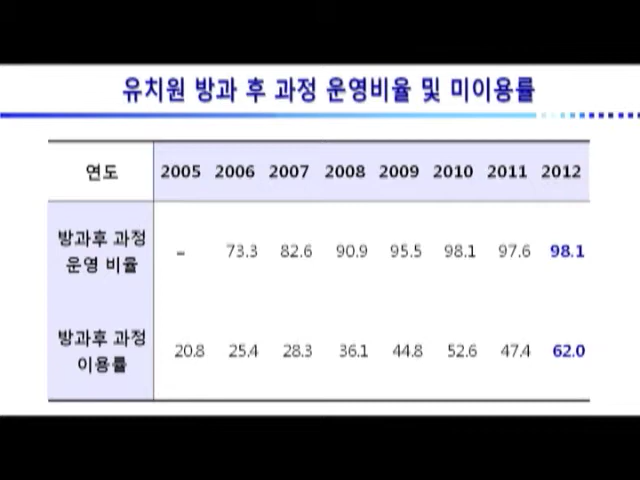 유치원 방과 후 과정 운영비율 및 미이용률
연도 2005 2006 2007 2008 2009 2010 2011 2012
방과후 과정
운영 비율
– 73.3 82.6 90.9 95.5 98.1 97.6 98.1
방과후 과정
이용률
20.8 25.4 28.3 36.1 44.8 52.6 47.4 62.0